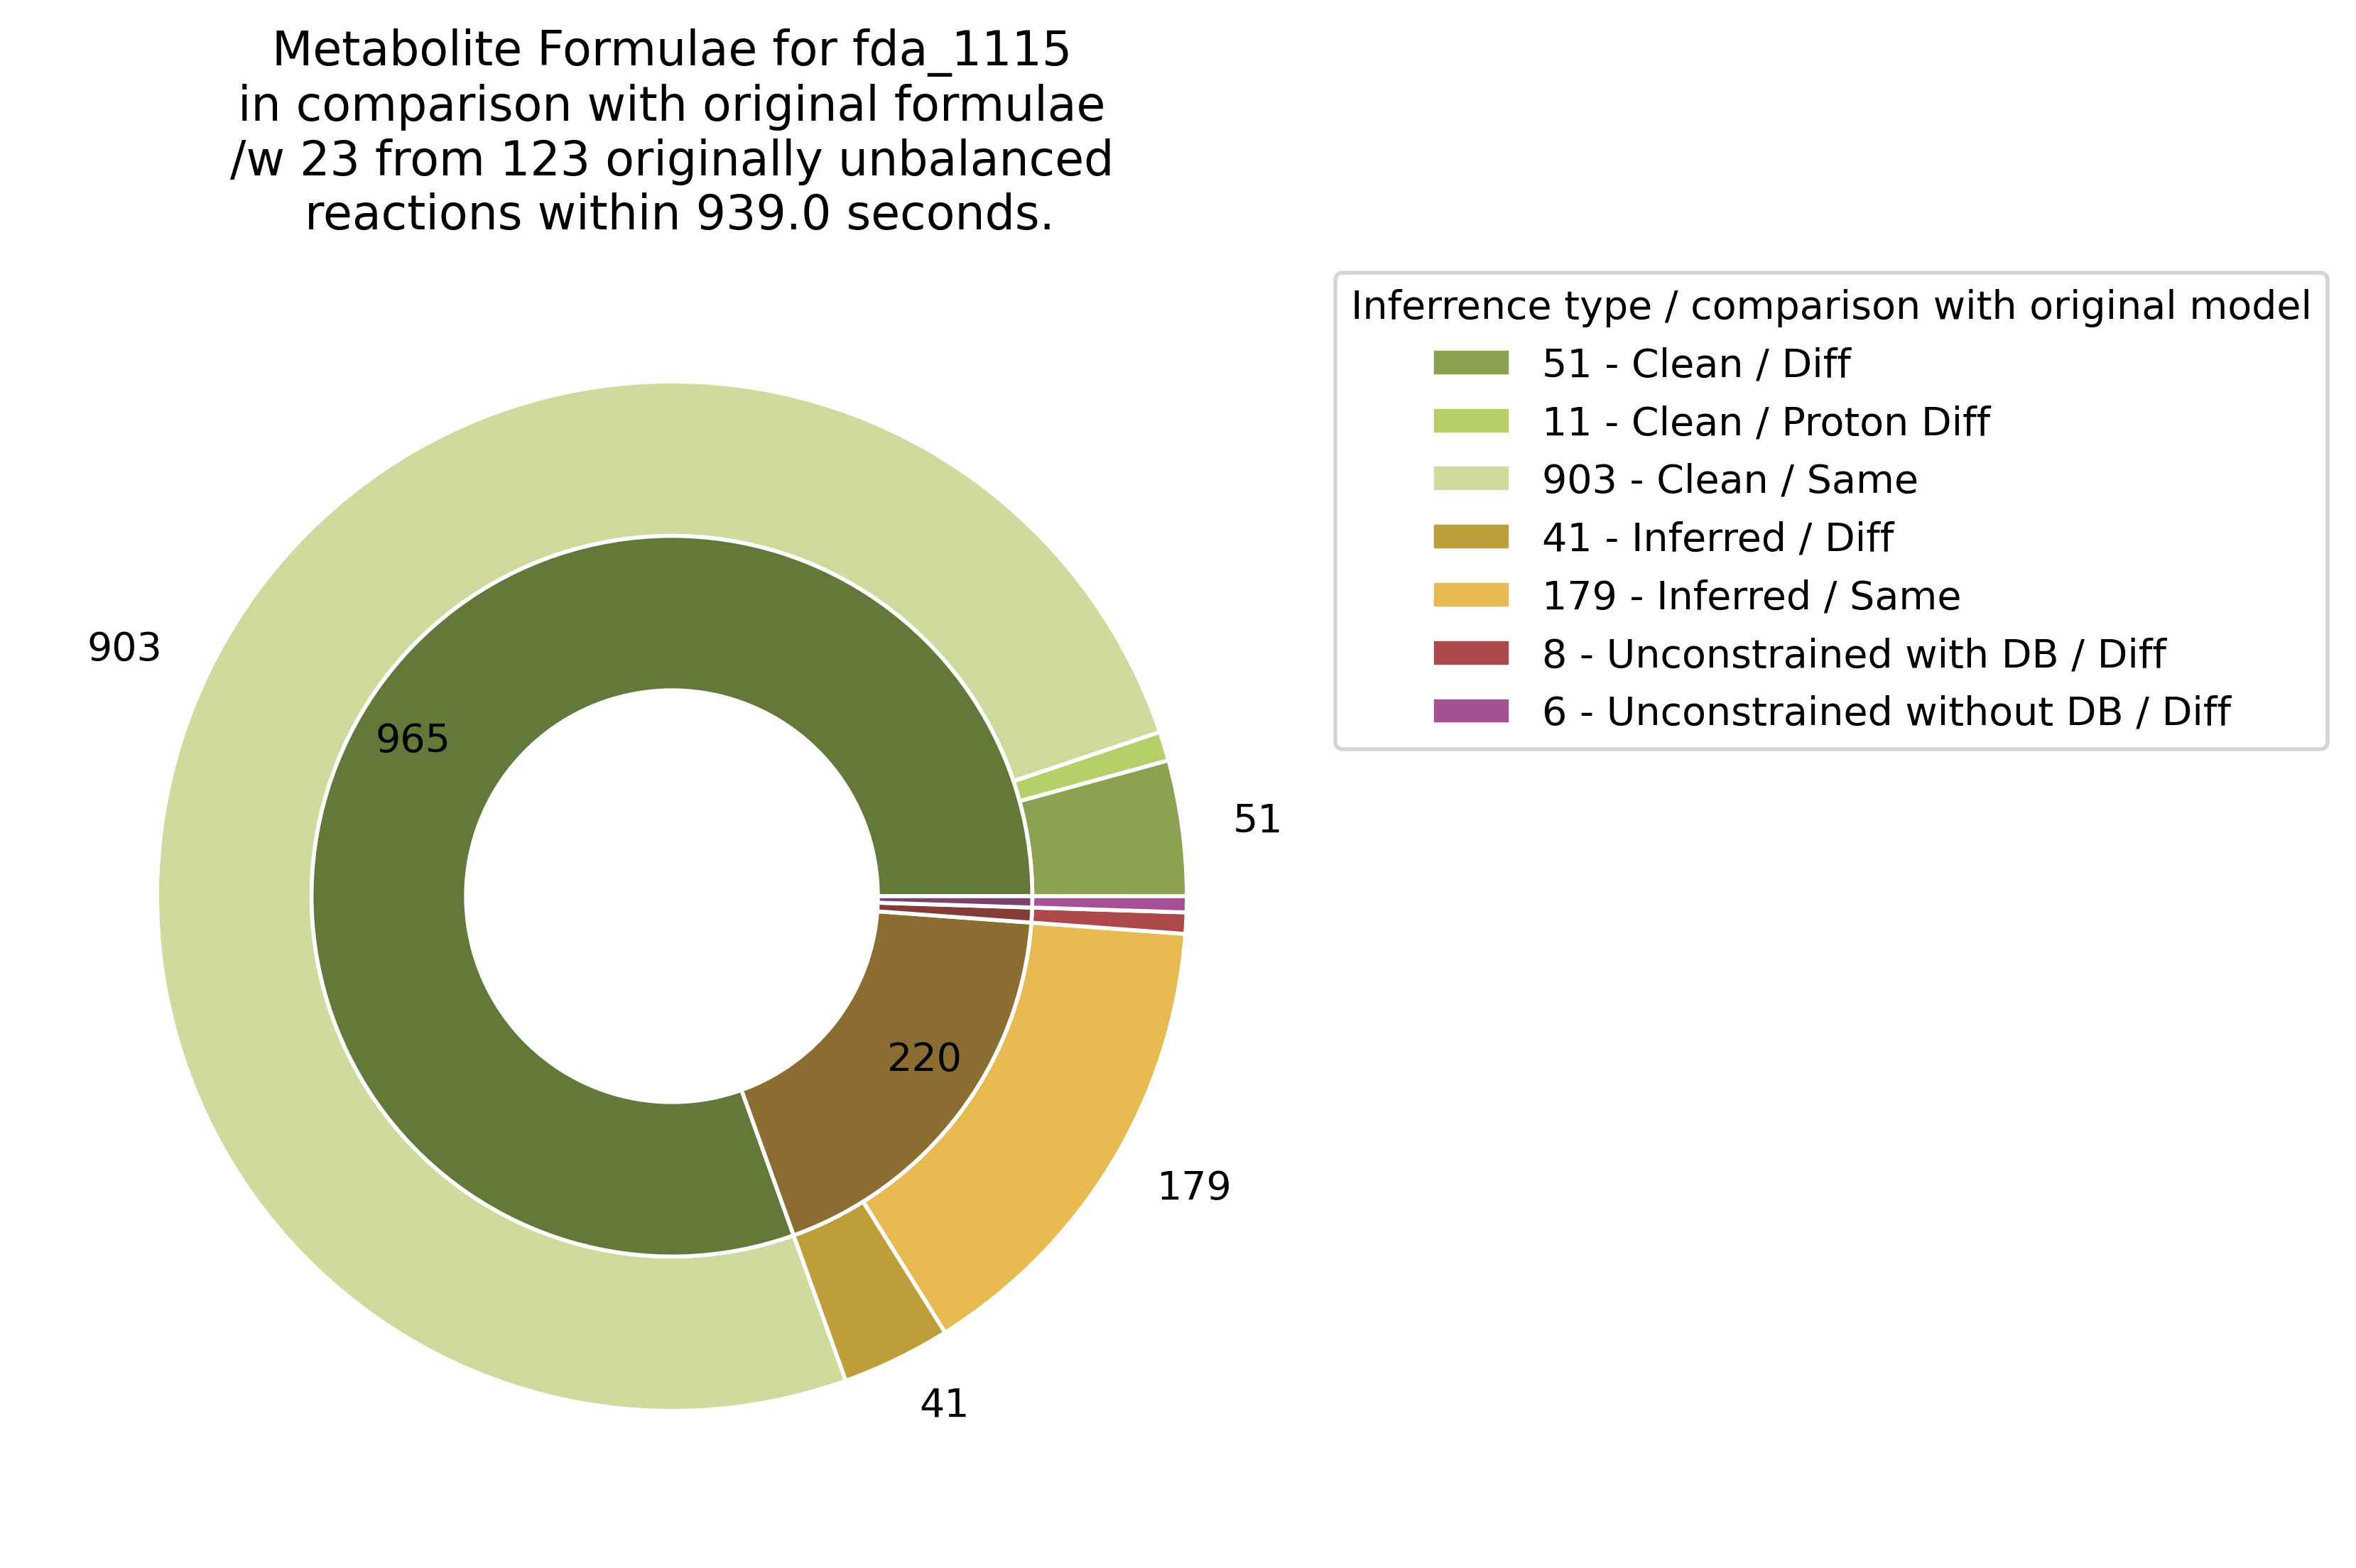 Metabolite Formulae for fda_1115
in comparison with original formulae
/w 23 from 123 originally unbalanced
reactions within 939.0 seconds.
Inferrence type / comparison with original model
51 - Clean / Diff
11 - Clean / Proton Diff
903 - Clean / Same
41 - Inferred / Diff
179 - Inferred / Same
8 - Unconstrained with DB / Diff
6 - Unconstrained without DB / Diff
903
965
51
220
179
41